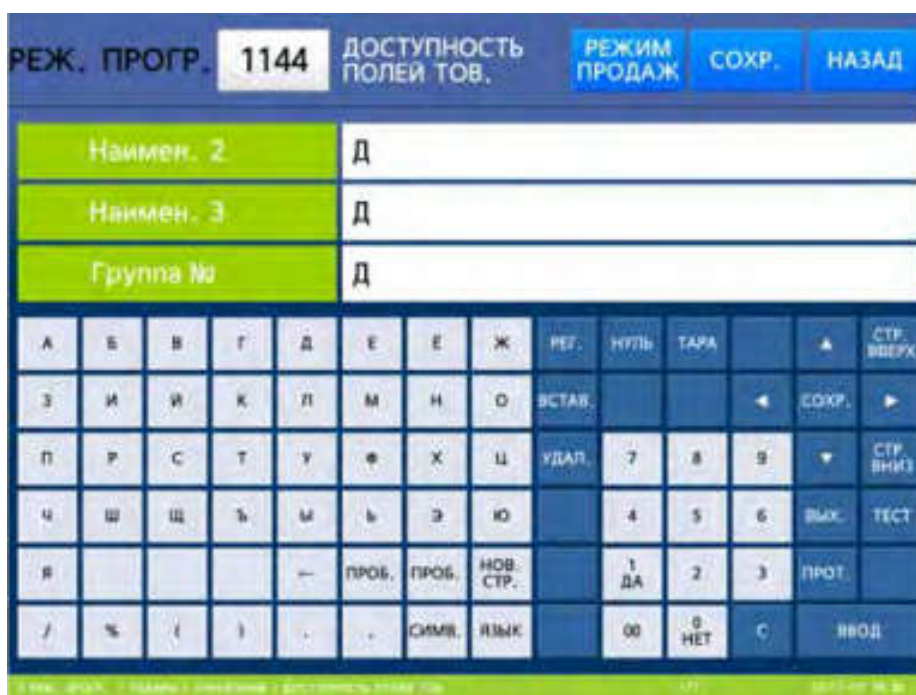 РЕЖ. ПРОГР. 1144 ДОСТУПНОСТЬ ПОЛЕЙ ТОВ. РЕЖИМ ПРОДАЖ СОХР. НАЗАД
Наимен. 2 Д
Наимен. 3 Д
Группа № Д
А Б В Г Д Е Ё Ж РЕГ. НУЛЬ ТАРА ▲ СТР. ВВЕРХ
З И Й К Л М Н О ВСТАВ. ◄ СОХР. ►
П Р С Т У Ф Х Ц УДАЛ. 7 8 9 ▼ СТР. ВНИЗ
Ч Ш Щ Ъ Ы Ь Э Ю 4 5 6 ВЫХ. ТЕСТ
Я ← ПРОБ. ПРОБ. НОВ. СТР. 1 ДА 2 3 ПРОТ.
/ % ( ) . , СИМВ. ЯЗЫК 00 0 НЕТ C ВВОД